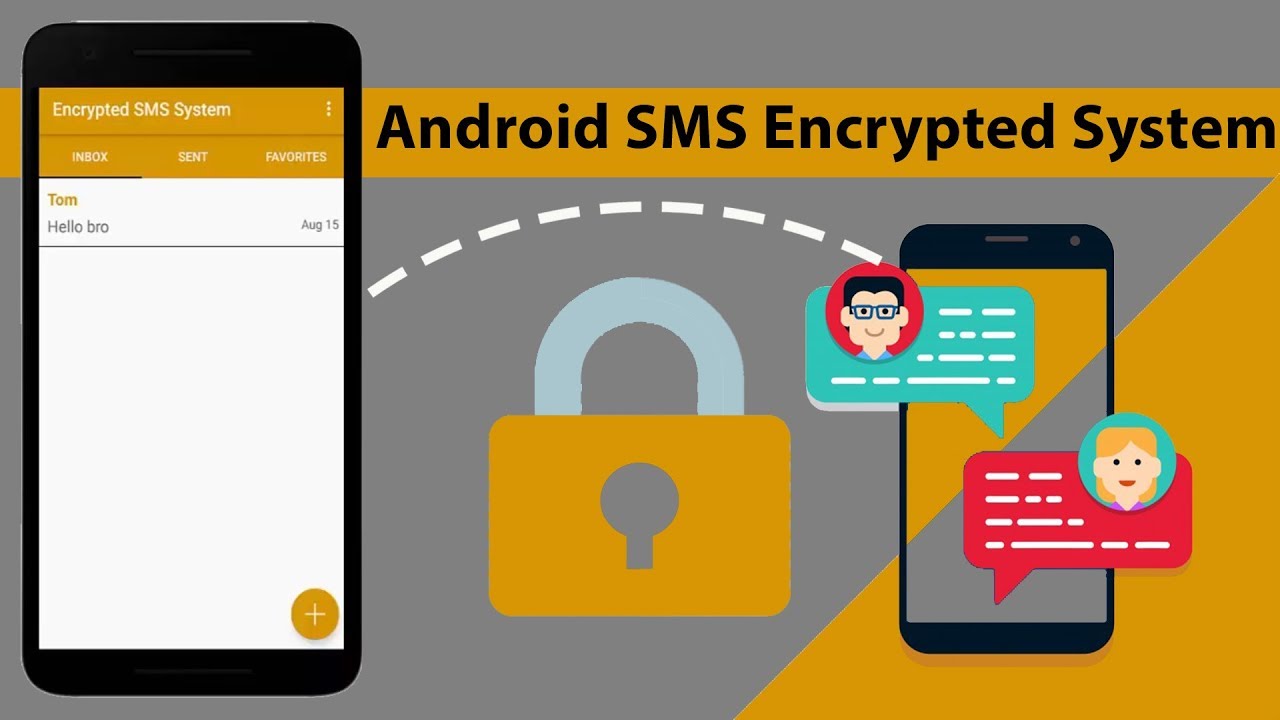 Encrypted SMS System
INBOX SENT FAVORITES
Tom
Hello bro Aug 15
Android SMS Encrypted System